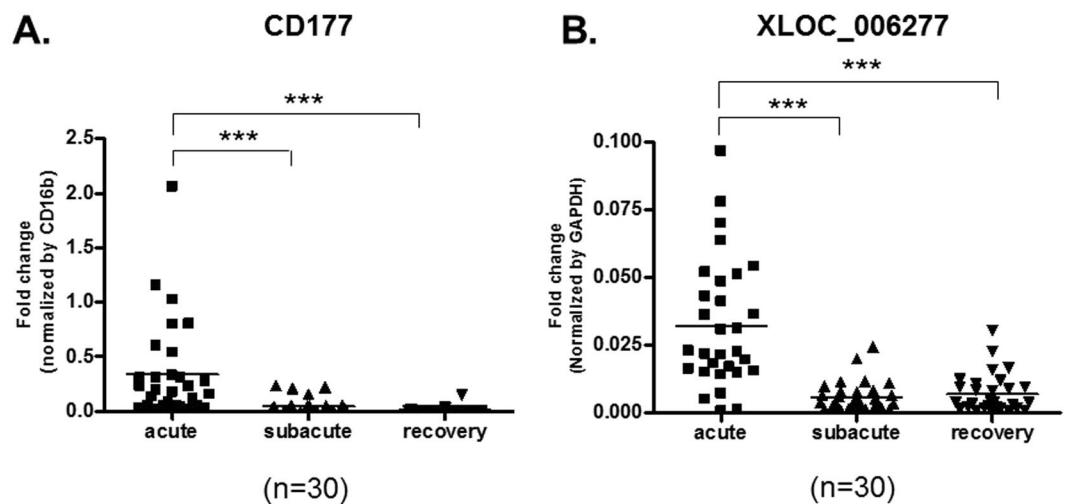 A.
CD177
***
***
Fold change
(normalized by CD16b)
2.5
2.0
1.5
1.0
0.5
0.0
acute
subacute
recovery
(n=30)
B.
XLOC_006277
***
***
Fold change
(Normalized by GAPDH)
0.100
0.075
0.050
0.025
0.000
acute
subacute
recovery
(n=30)